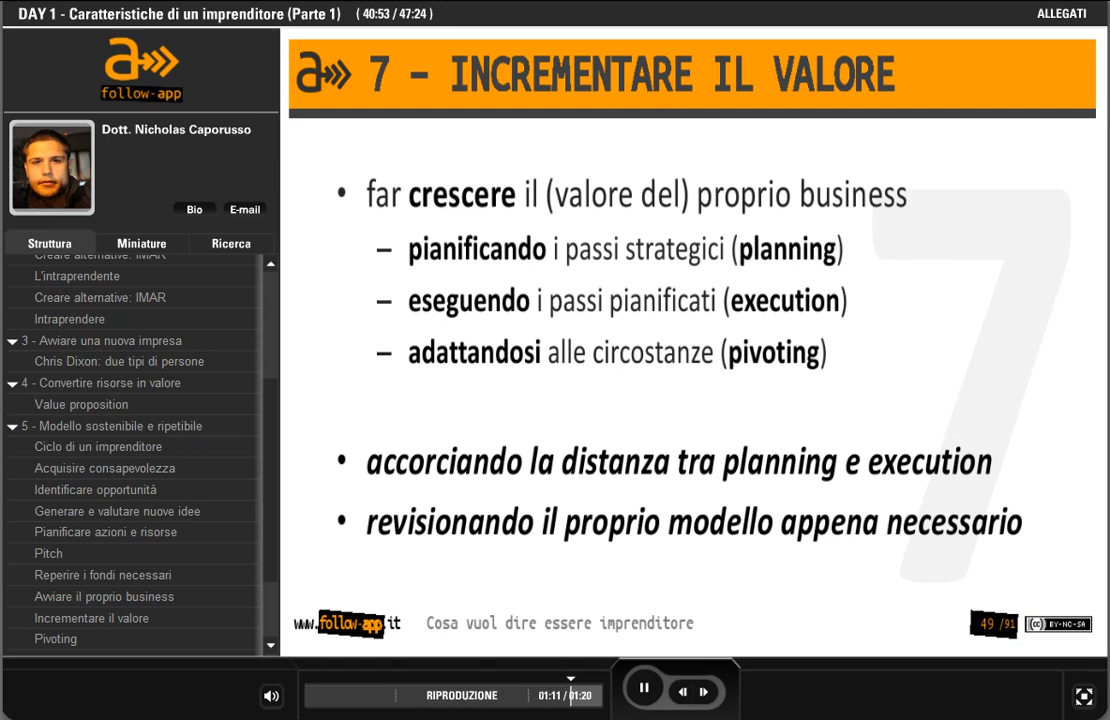 DAY 1 - Caratteristiche di un imprenditore (Parte 1) ( 40:53 / 47:24 )
ALLEGATI
a
follow-app
Dott. Nicholas Caporusso
Bio
E-mail
Struttura
Miniature
Ricerca
Creare alternative: IMAR
L'intraprendente
Creare alternative: IMAR
Intraprendere
3 - Avviare una nuova impresa
Chris Dixon: due tipi di persone
4 - Convertire risorse in valore
Value proposition
5 - Modello sostenibile e ripetibile
Ciclo di un imprenditore
Acquisire consapevolezza
Identificare opportunità
Generare e valutare nuove idee
Pianificare azioni e risorse
Pitch
Reperire i fondi necessari
Avviare il proprio business
Incrementare il valore
Pivoting
a 7 - INCREMENTARE IL VALORE
7
• far crescere il (valore del) proprio business
– pianificando i passi strategici (planning)
– eseguendo i passi pianificati (execution)
– adattandosi alle circostanze (pivoting)
• accorciando la distanza tra planning e execution
• revisionando il proprio modello appena necessario
www.follow-app.it
Cosa vuol dire essere imprenditore
49 /91
(cc) BY-NC-SA
RIPRODUZIONE
01:11 / 01:20